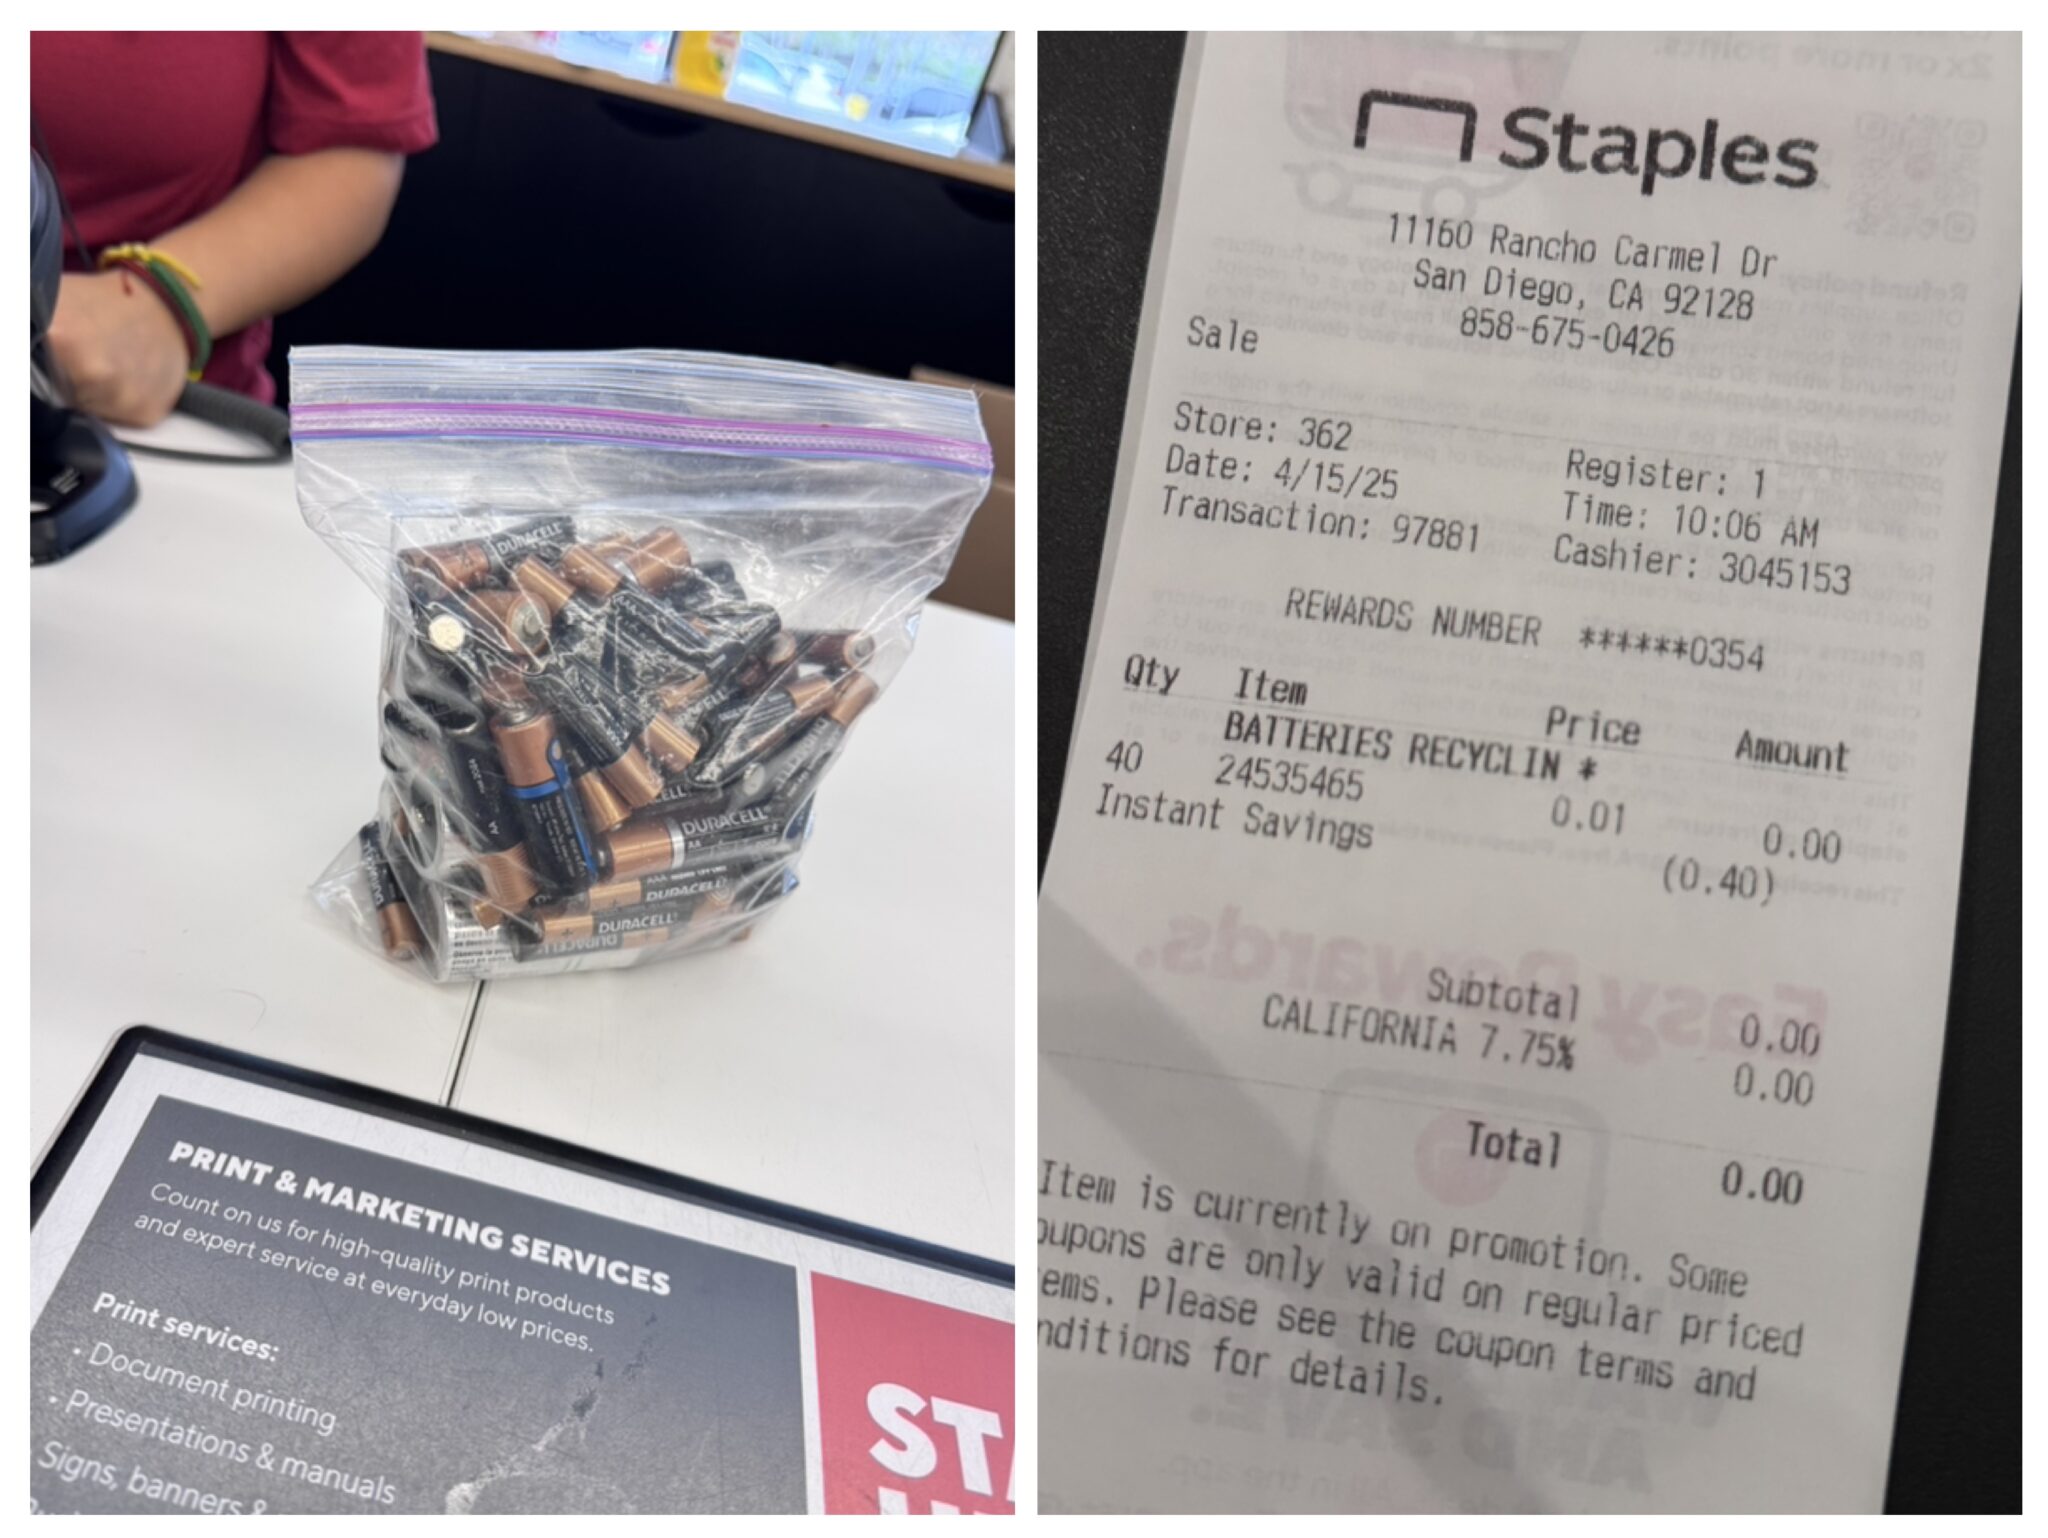 DURACELL
DURACELL
AA
AAA
DURACELL
DURACELL
PRINT & MARKETING SERVICES
Count on us for high-quality print products
and expert service at everyday low prices.
Print services:
• Document printing
• Presentations & manuals
Signs, banners &
Staples
11160 Rancho Carmel Dr
San Diego, CA 92128
858-675-0426
Sale
Store: 362 Register: 1
Date: 4/15/25 Time: 10:06 AM
Transaction: 97881 Cashier: 3045153
REWARDS NUMBER ******0354
Qty Item Price Amount
BATTERIES RECYCLIN *
40 24535465 0.01 0.00
Instant Savings (0.40)
Subtotal 0.00
CALIFORNIA 7.75% 0.00
Total 0.00
Item is currently on promotion. Some
oupons are only valid on regular priced
ems. Please see the coupon terms and
nditions for details.